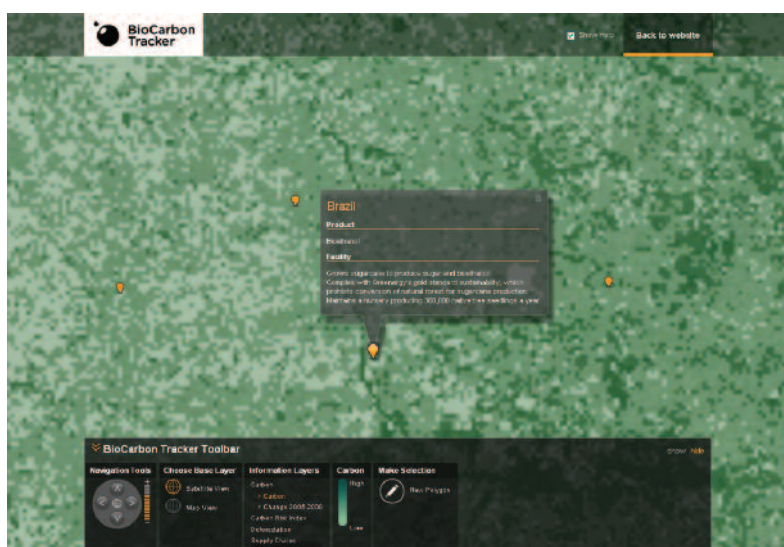 BioCarbon
Tracker
Show help
Back to website
Brazil
Product
Bioethanol
Facility
Grows sugarcane to produce sugar and bioethanol
Complies with Greenergy's gold standard sustainability, which
prohibits conversion of natural forest for sugarcane production
Maintains a nursery producing 300,000 native tree seedlings a year
BioCarbon Tracker Toolbar
show hide
Navigation Tools
Choose Base Layer
Satellite View
Map View
Information Layers
Carbon
> Carbon
> Change 2005-2008
Carbon Risk Index
Deforestation
Supply Chains
Carbon
High
Low
Make Selection
Polygon